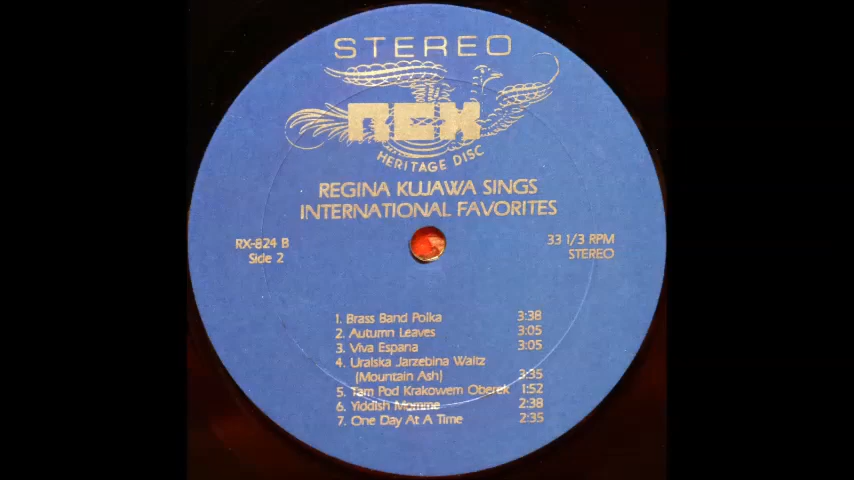 STEREO
REX
HERITAGE DISC
REGINA KUJAWA SINGS
INTERNATIONAL FAVORITES
RX-824 B
Side 2
33 1/3 RPM
STEREO
1. Brass Band Polka 3:38
2. Autumn Leaves 3:05
3. Viva Espana 3:05
4. Uralska Jarzebina Waltz
(Mountain Ash) 3:35
5. Tam Pod Krakowem Oberek 1:52
6. Yiddish Momme 2:38
7. One Day At A Time 2:35